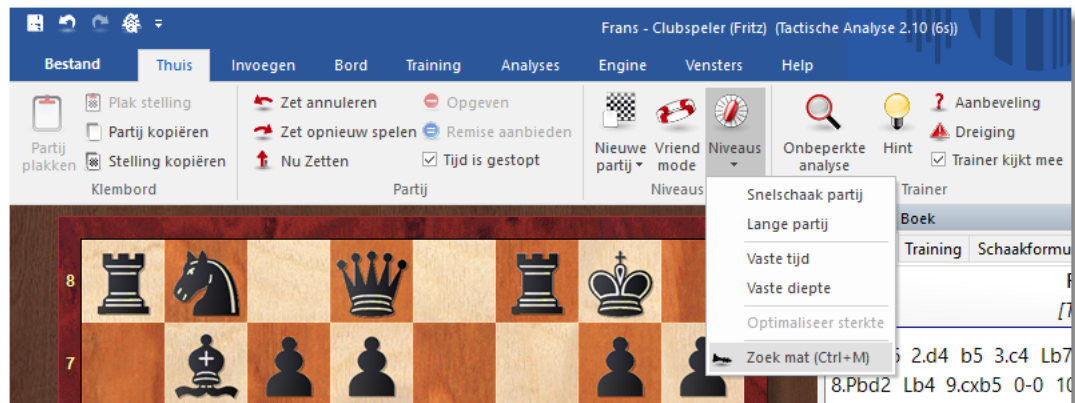 Frans - Clubspeler (Fritz) (Tactische Analyse 2.10 (6s))
Bestand Thuis Invoegen Bord Training Analyses Engine Vensters Help
Plak stelling
Partij kopiëren
Stelling kopiëren
Partij
plakken
Klembord
Zet annuleren
Zet opnieuw spelen
Nu Zetten
Opgeven
Remise aanbieden
Tijd is gestopt
Partij
Nieuwe
partij
Vriend
mode
Niveaus
Niveaus
Onbeperkte
analyse
Hint
Aanbeveling
Dreiging
Trainer kijkt mee
Trainer
Snelschaak partij
Lange partij
Vaste tijd
Vaste diepte
Optimaliseer sterkte
Zoek mat (Ctrl+M)
Boek
Training Schaakformu
2.d4 b5 3.c4 Lb7
8.Pbd2 Lb4 9.cxb5 0-0 10
8
7